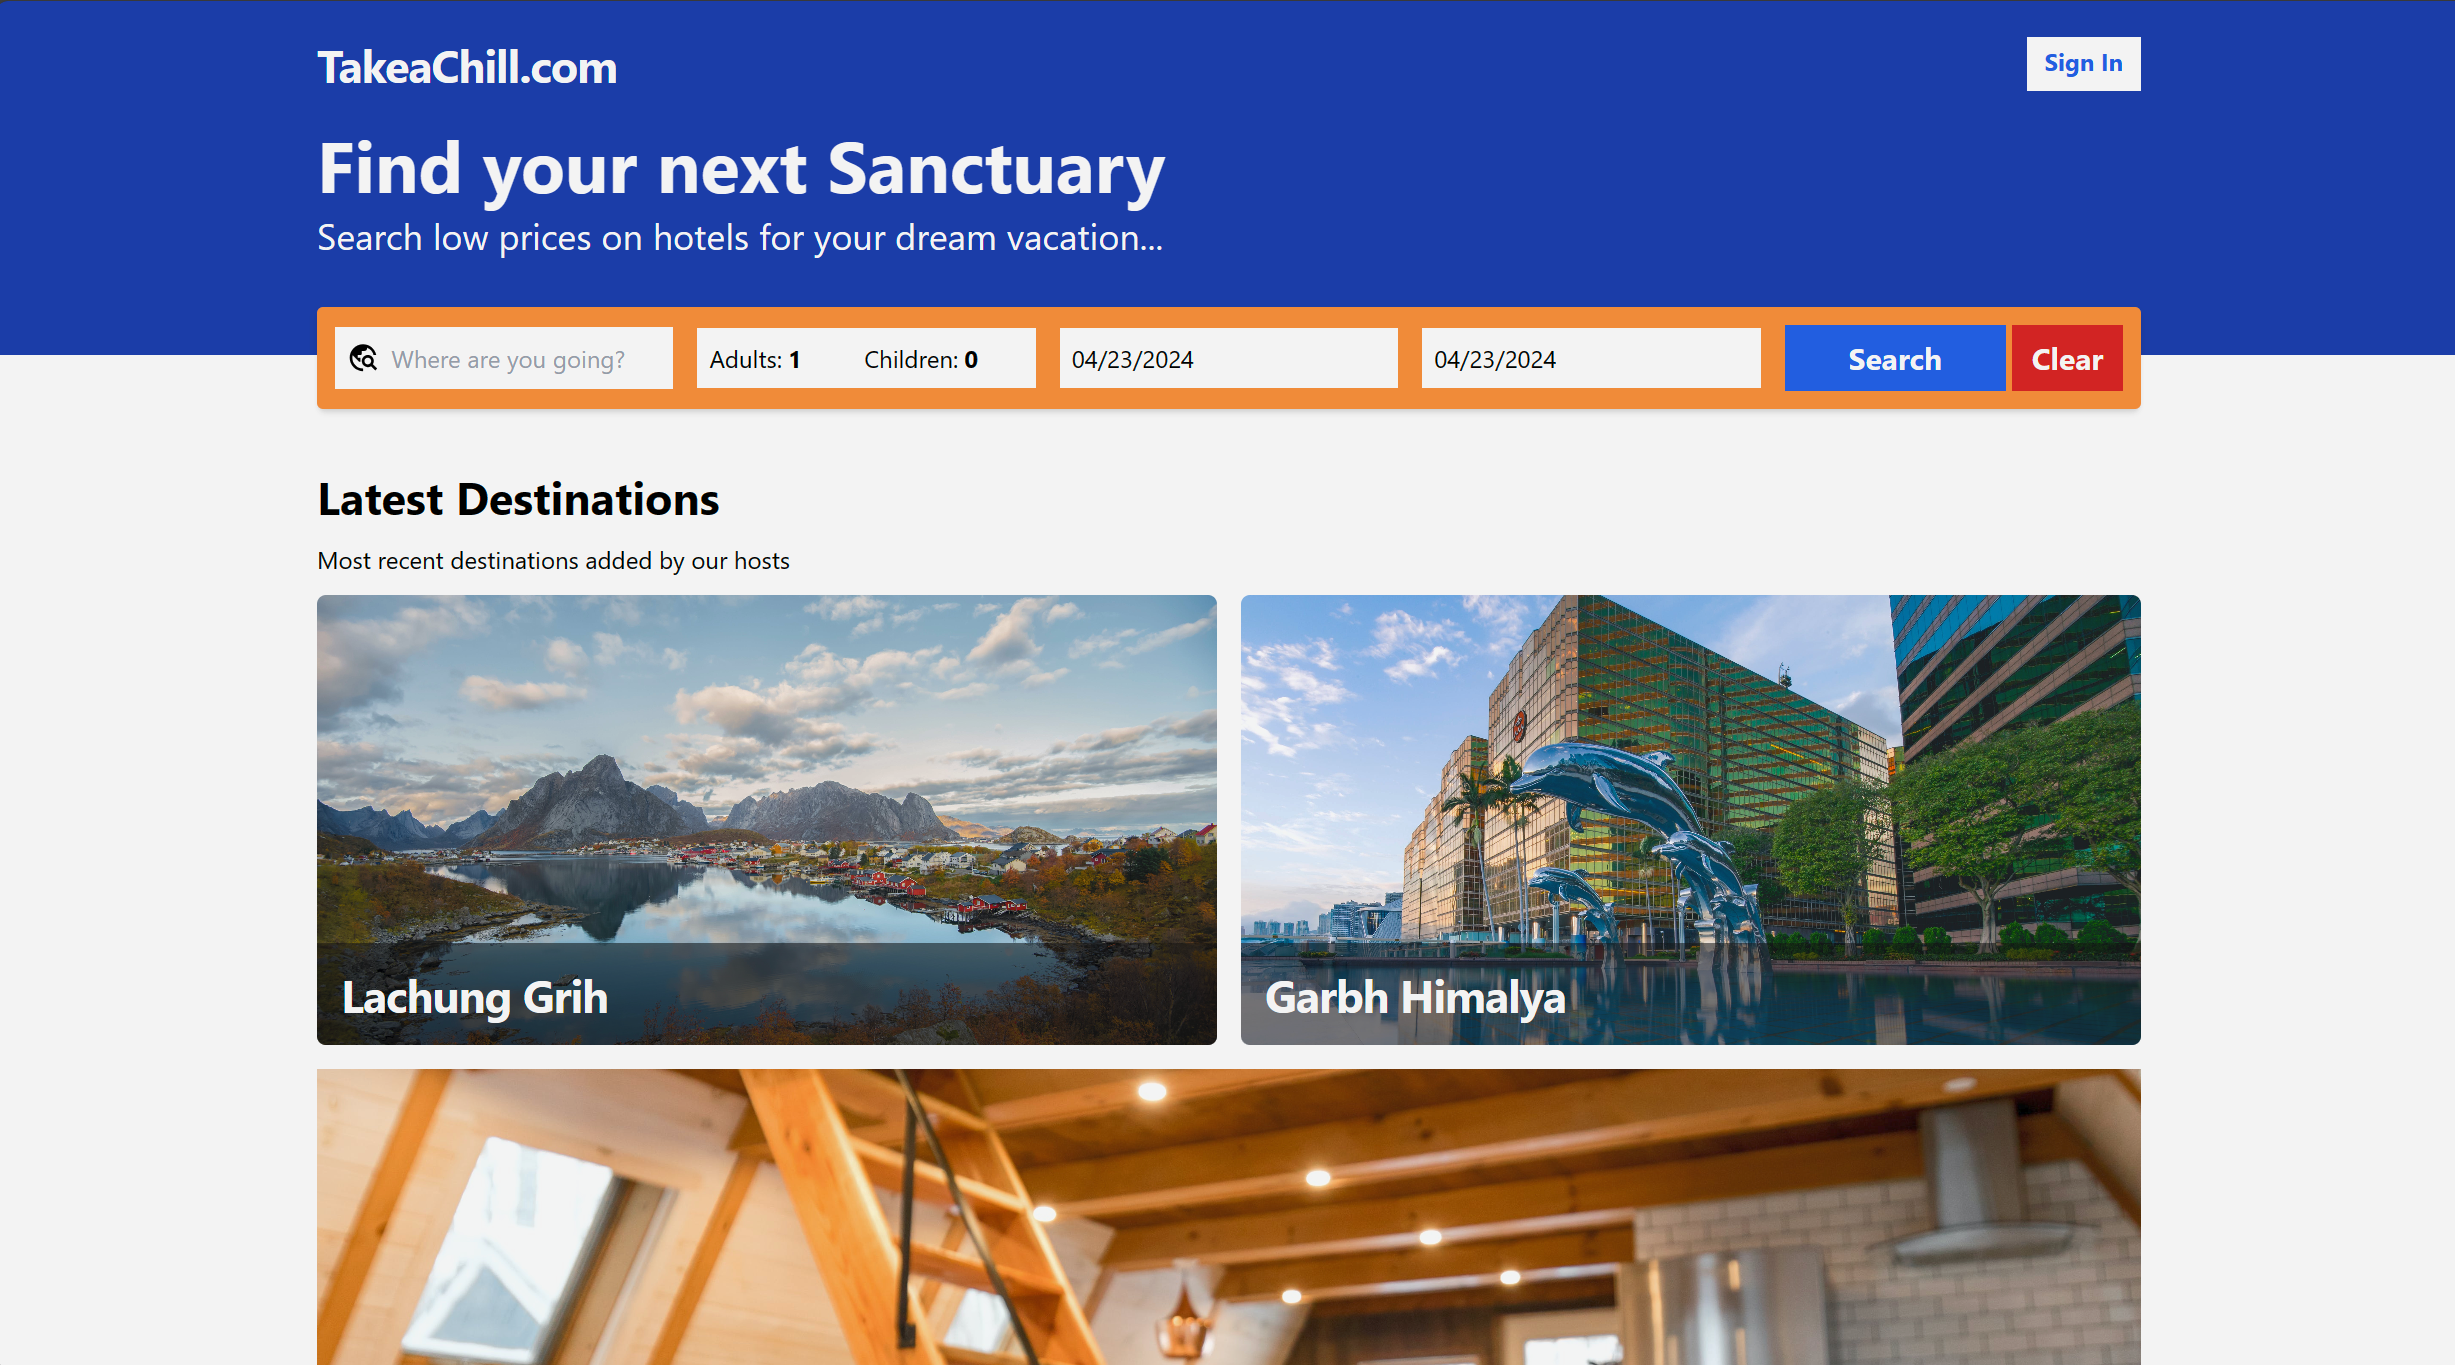 TakeaChill.com
Sign In
Find your next Sanctuary
Search low prices on hotels for your dream vacation...
Where are you going?
Adults: 1 Children: 0
04/23/2024
04/23/2024
Search
Clear
Latest Destinations
Most recent destinations added by our hosts
Lachung Grih
Garbh Himalya